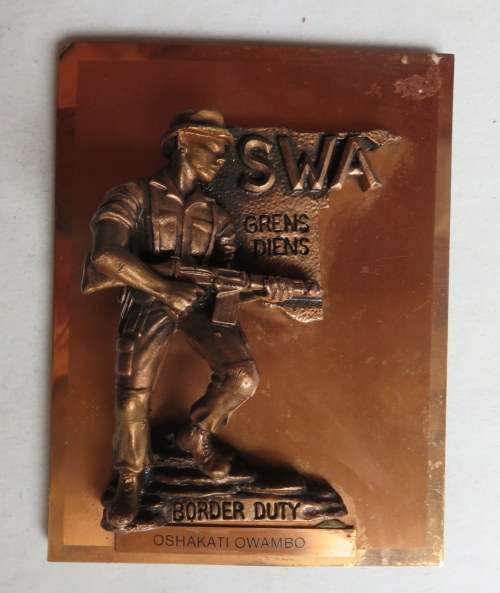 SWA
GRENS
DIENS
BORDER DUTY
OSHAKATI OWAMBO